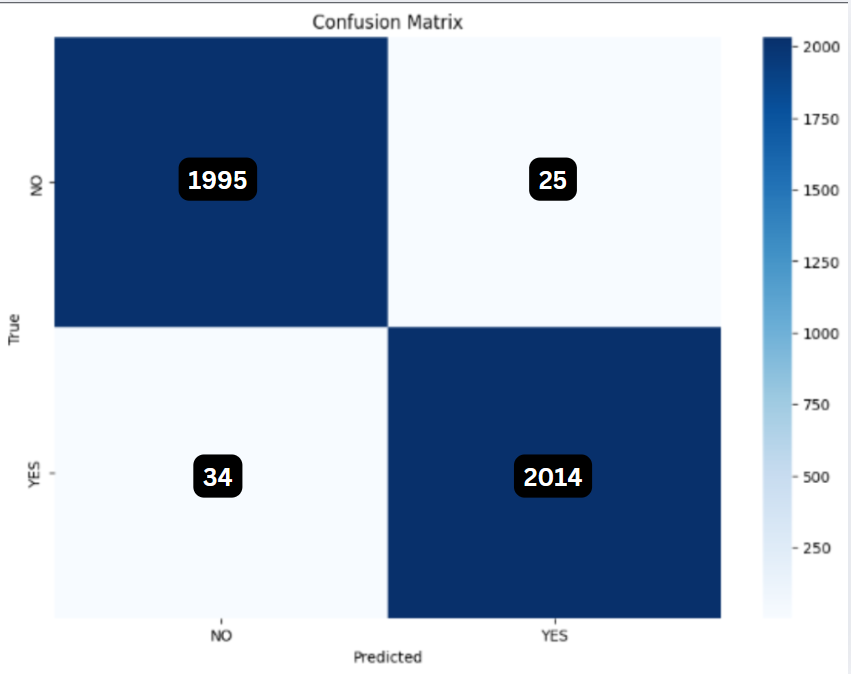 Confusion Matrix
NO
1995
25
2000
1750
1500
1250
1000
750
500
250
True
YES
34
2014
NO
YES
Predicted